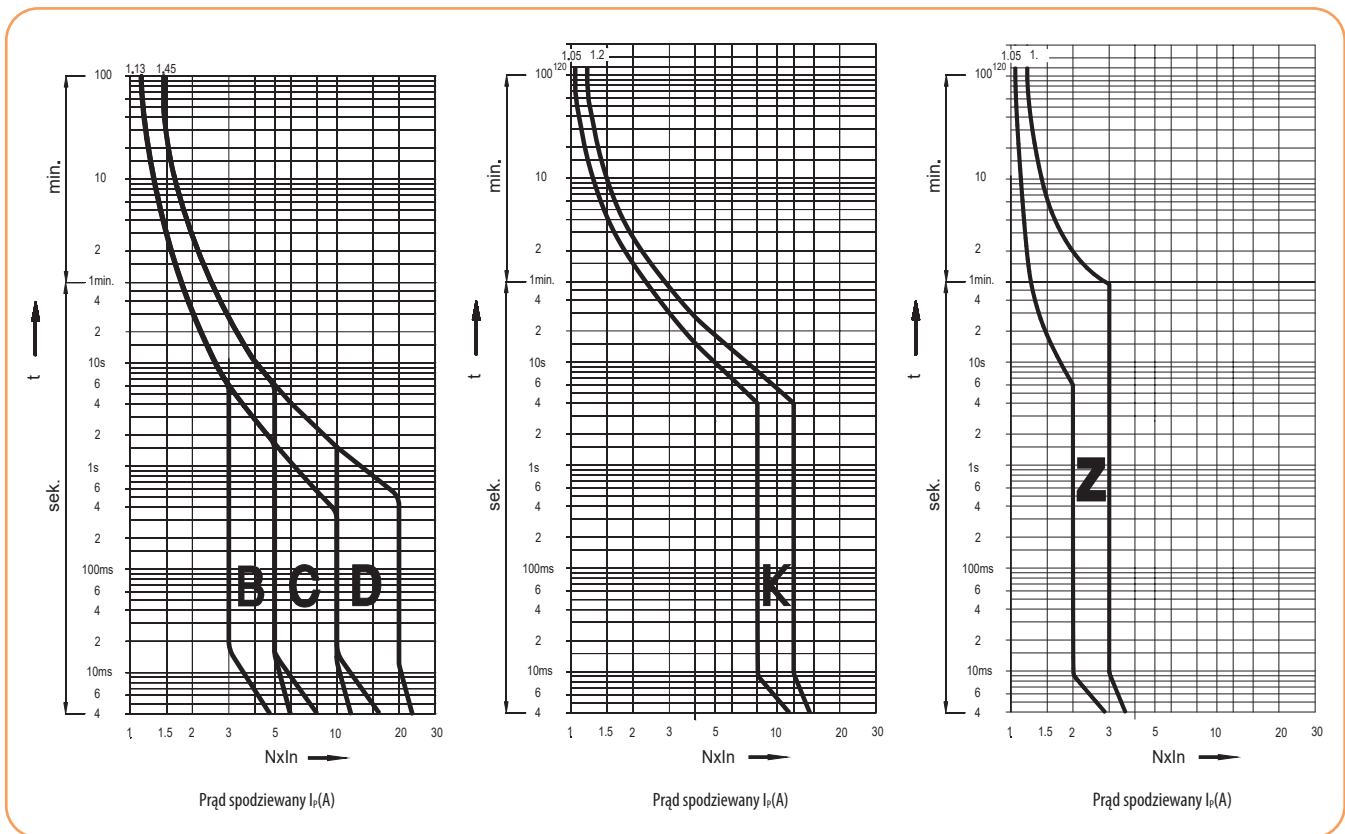 1.13 1.45
100
min.
10
2
1min.
4
2
10s
6
4
2
1s
6
4
2
100ms
6
4
2
10ms
6
4
t
sek.
B C D
1. 1.5 2 3 5 10 20 30
NxIn
Prąd spodziewany Iₚ(A)
1.05 1.2
100 120
min.
10
2
1min.
4
2
10s
6
4
2
1s
6
4
2
100ms
6
4
2
10ms
6
4
t
sek.
K
1. 1.5 2 3 5 10 20 30
NxIn
Prąd spodziewany Iₚ(A)
1.05 1.
100 120
min.
10
2
1min.
4
2
10s
6
4
2
1s
6
4
2
100ms
6
4
2
10ms
6
4
t
sek.
Z
1. 1.5 2 3 5 10 20 30
NxIn
Prąd spodziewany Iₚ(A)